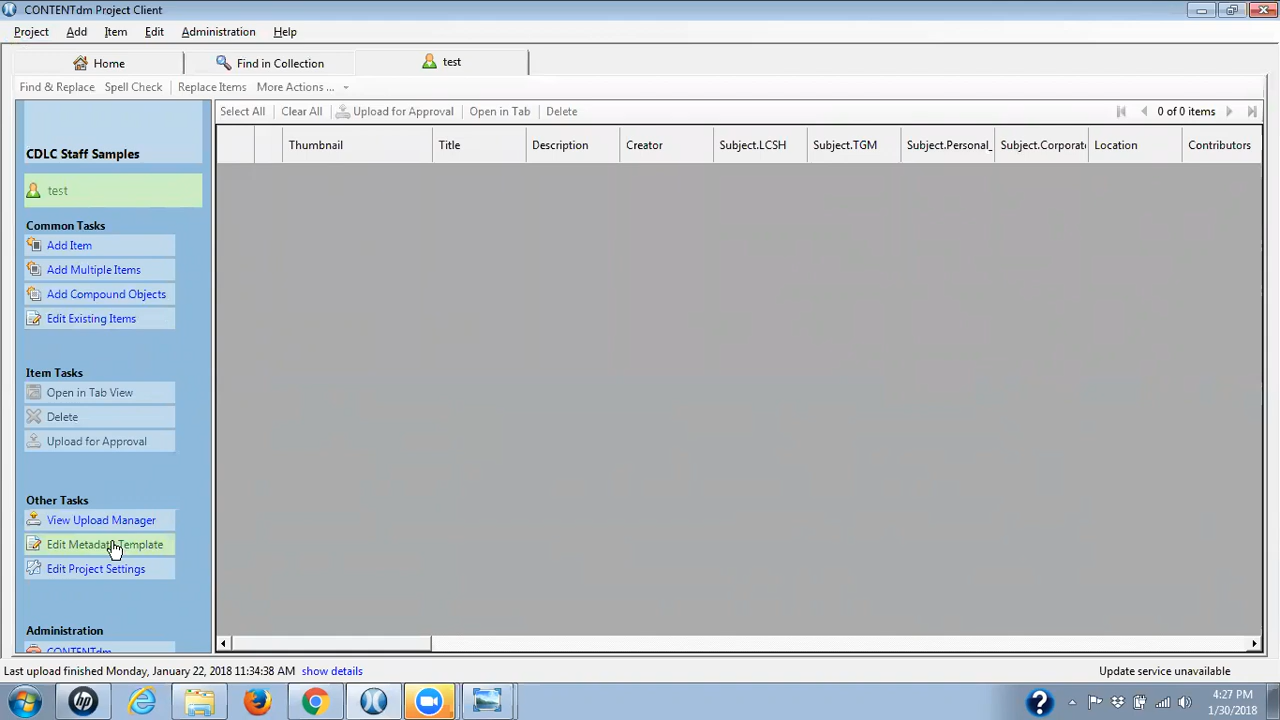 CONTENTdm Project Client
Project Add Item Edit Administration Help
Home Find in Collection test
Find & Replace Spell Check Replace Items More Actions ...
Select All Clear All Upload for Approval Open in Tab Delete 0 of 0 items
CDLC Staff Samples
Thumbnail Title Description Creator Subject.LCSH Subject.TGM Subject.Personal_ Subject.Corporate Location Contributors
test
Common Tasks
Add Item
Add Multiple Items
Add Compound Objects
Edit Existing Items
Item Tasks
Open in Tab View
Delete
Upload for Approval
Other Tasks
View Upload Manager
Edit Metadata Template
Edit Project Settings
Administration
CONTENTdm
Last upload finished Monday, January 22, 2018 11:34:38 AM show details Update service unavailable
4:27 PM
1/30/2018